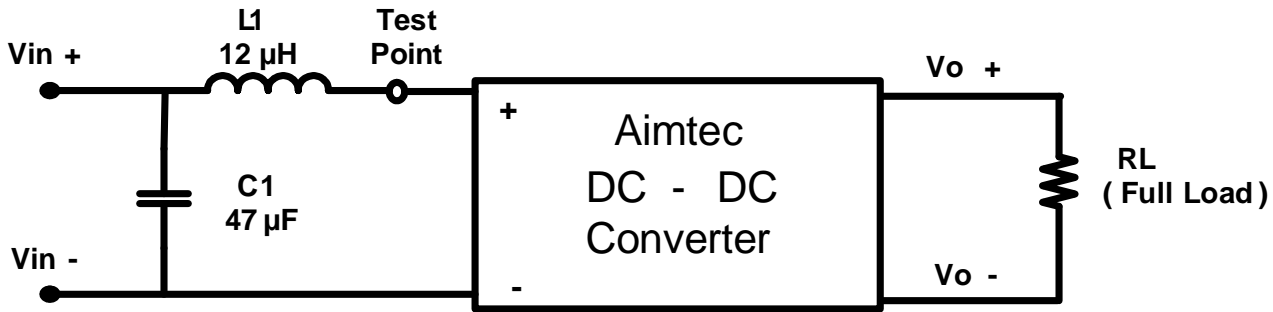 Vin +
L1
12 µH
Test
Point
+
-
Aimtec
DC - DC
Converter
Vo +
RL
( Full Load )
C1
47 µF
Vin -
Vo -